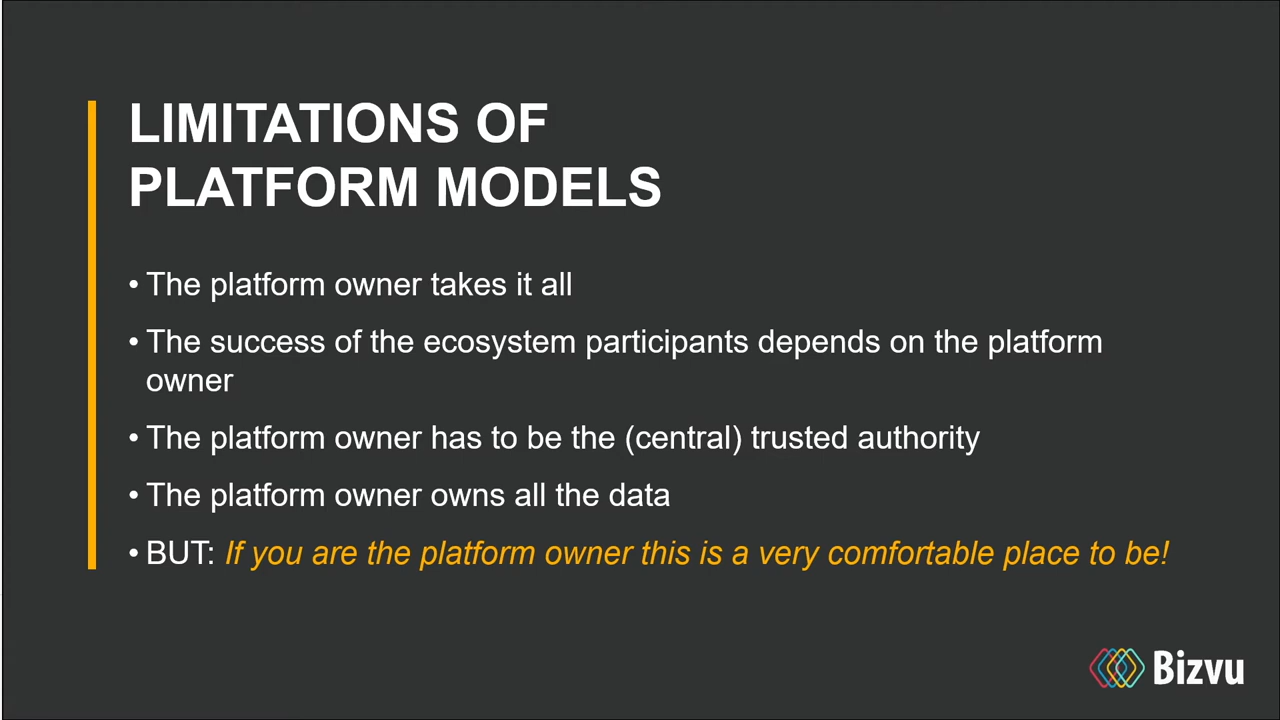 LIMITATIONS OF
PLATFORM MODELS
• The platform owner takes it all
• The success of the ecosystem participants depends on the platform
owner
• The platform owner has to be the (central) trusted authority
• The platform owner owns all the data
• BUT: If you are the platform owner this is a very comfortable place to be!
Bizvu